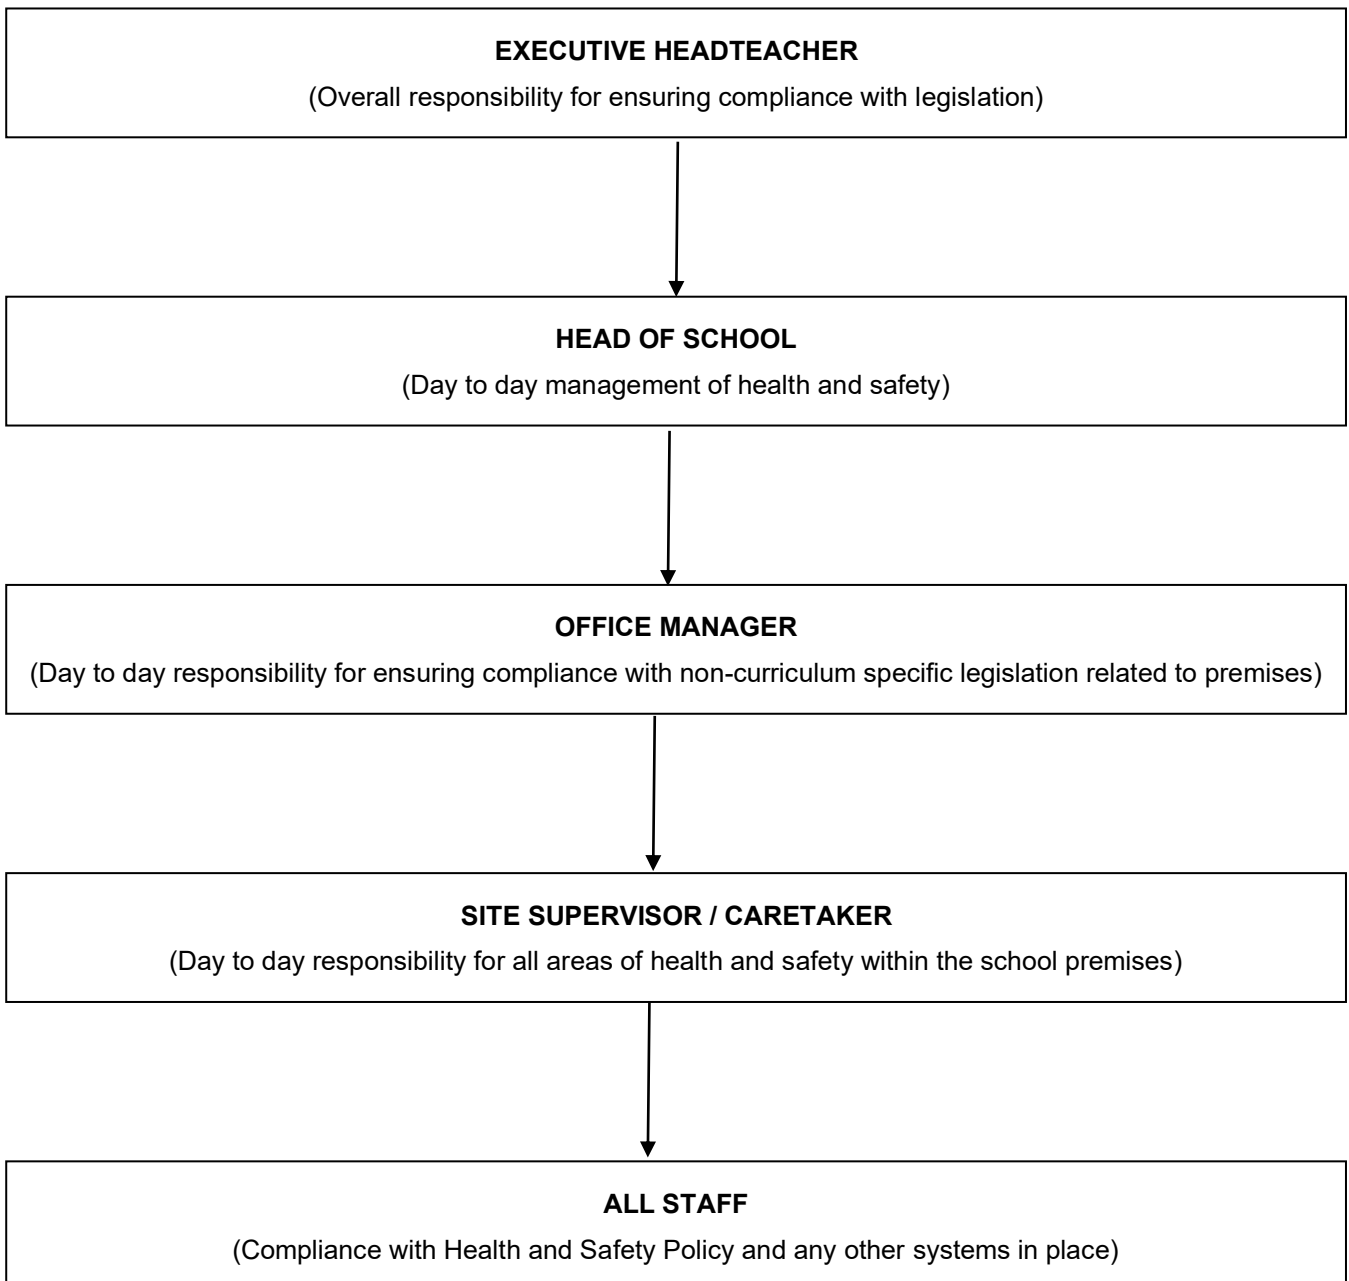 EXECUTIVE HEADTEACHER
(Overall responsibility for ensuring compliance with legislation)
HEAD OF SCHOOL
(Day to day management of health and safety)
OFFICE MANAGER
(Day to day responsibility for ensuring compliance with non-curriculum specific legislation related to premises)
SITE SUPERVISOR / CARETAKER
(Day to day responsibility for all areas of health and safety within the school premises)
ALL STAFF
(Compliance with Health and Safety Policy and any other systems in place)